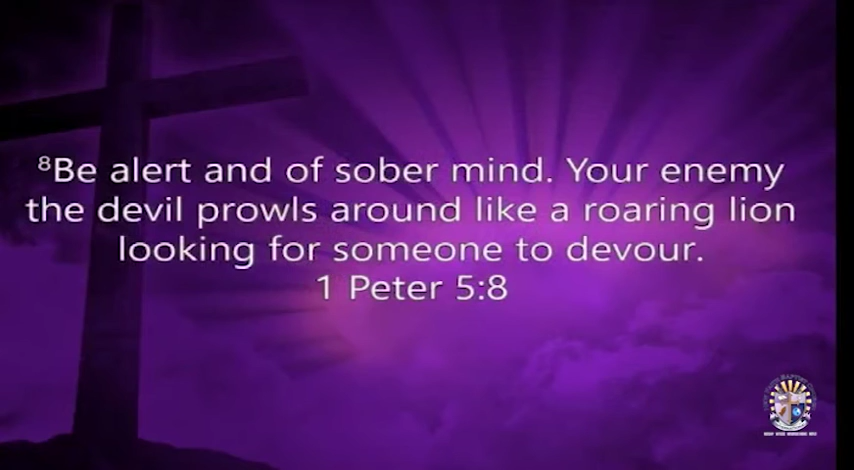 ⁸Be alert and of sober mind. Your enemy
the devil prowls around like a roaring lion
looking for someone to devour.
1 Peter 5:8